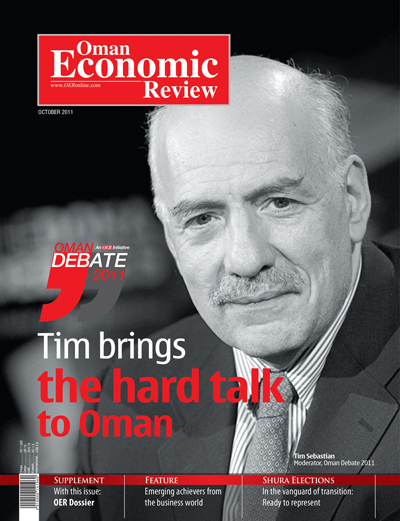 Oman
Economic
Review
www.OERonline.com
OCTOBER 2011
OMAN An OER Initiative
DEBATE
2011
Tim brings
the hard talk
to Oman
Tim Sebastian
Moderator, Oman Debate 2011
SUPPLEMENT
With this issue:
OER Dossier
FEATURE
Emerging achievers from
the business world
SHURA ELECTIONS
In the vanguard of transition:
Ready to represent